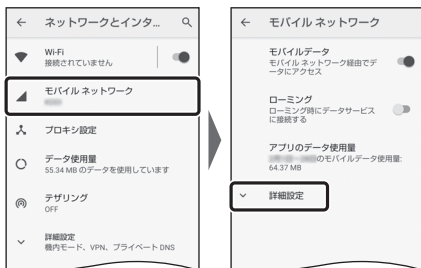 ネットワークとインタ...
Wi-Fi
接続されていません
モバイル ネットワーク
プロキシ設定
データ使用量
55.34 MB のデータを使用しています
テザリング
OFF
詳細設定
機内モード、VPN、プライベート DNS
モバイル ネットワーク
モバイルデータ
モバイル ネットワーク経由でデ
ータにアクセス
ローミング
ローミング時にデータサービス
に接続する
アプリのデータ使用量
のモバイルデータ使用量:
64.37 MB
詳細設定